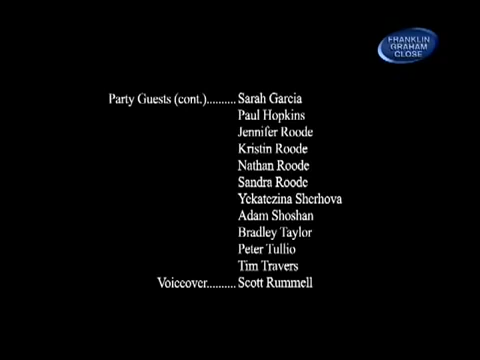 FRANKLIN
GRAHAM
CLOSE
Party Guests (cont.)..........Sarah Garcia
Paul Hopkins
Jennifer Roode
Kristin Roode
Nathan Roode
Sandra Roode
Yekatezina Sherhova
Adam Shoshan
Bradley Taylor
Peter Tullio
Tim Travers
Voiceover..........Scott Rummell